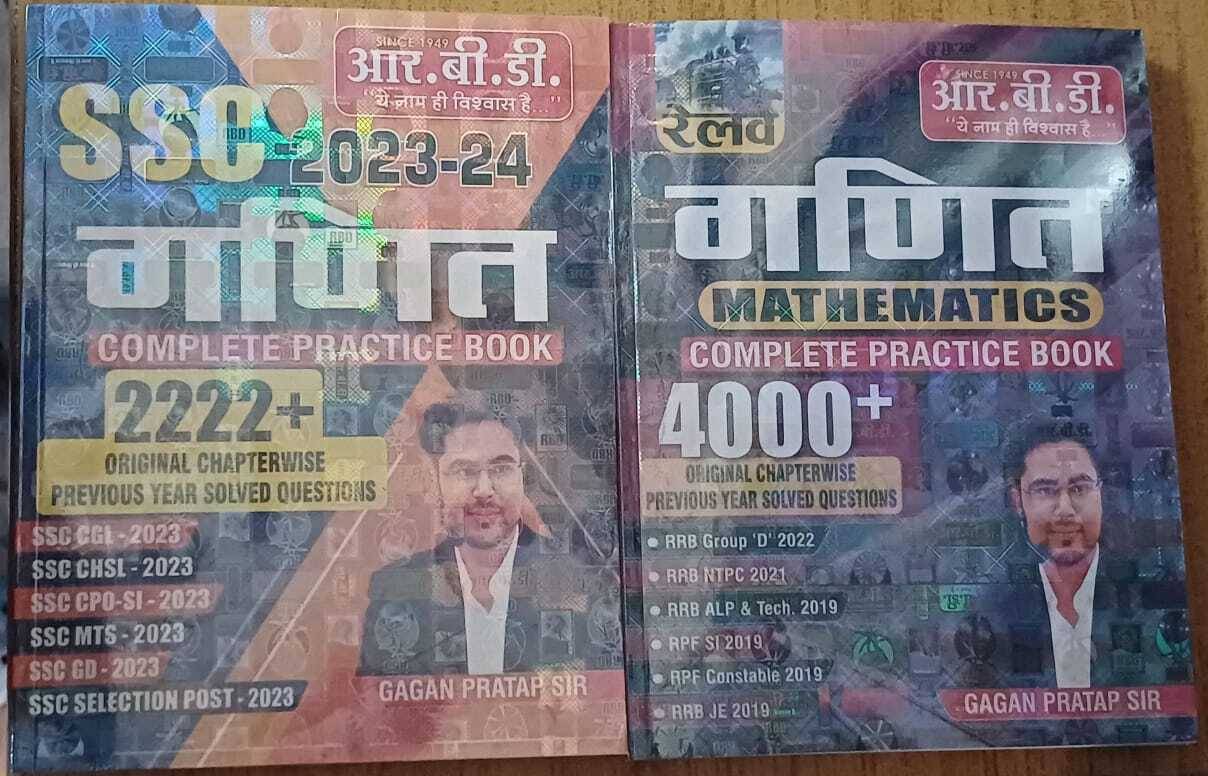 SINCE 1949
आर.बी.डी.
“ये नाम ही विश्वास है...”
SSC 2023-24
गणित
COMPLETE PRACTICE BOOK
2222+
ORIGINAL CHAPTERWISE
PREVIOUS YEAR SOLVED QUESTIONS
SSC CGL - 2023
SSC CHSL - 2023
SSC CPO-SI - 2023
SSC MTS - 2023
SSC GD - 2023
SSC SELECTION POST - 2023
GAGAN PRATAP SIR
SINCE 1949
आर.बी.डी.
“ये नाम ही विश्वास है...”
रेलवे
गणित
MATHEMATICS
COMPLETE PRACTICE BOOK
4000+
ORIGINAL CHAPTERWISE
PREVIOUS YEAR SOLVED QUESTIONS
• RRB Group 'D' 2022
• RRB NTPC 2021
• RRB ALP & Tech. 2019
• RPF SI 2019
• RPF Constable 2019
• RRB JE 2019
GAGAN PRATAP SIR